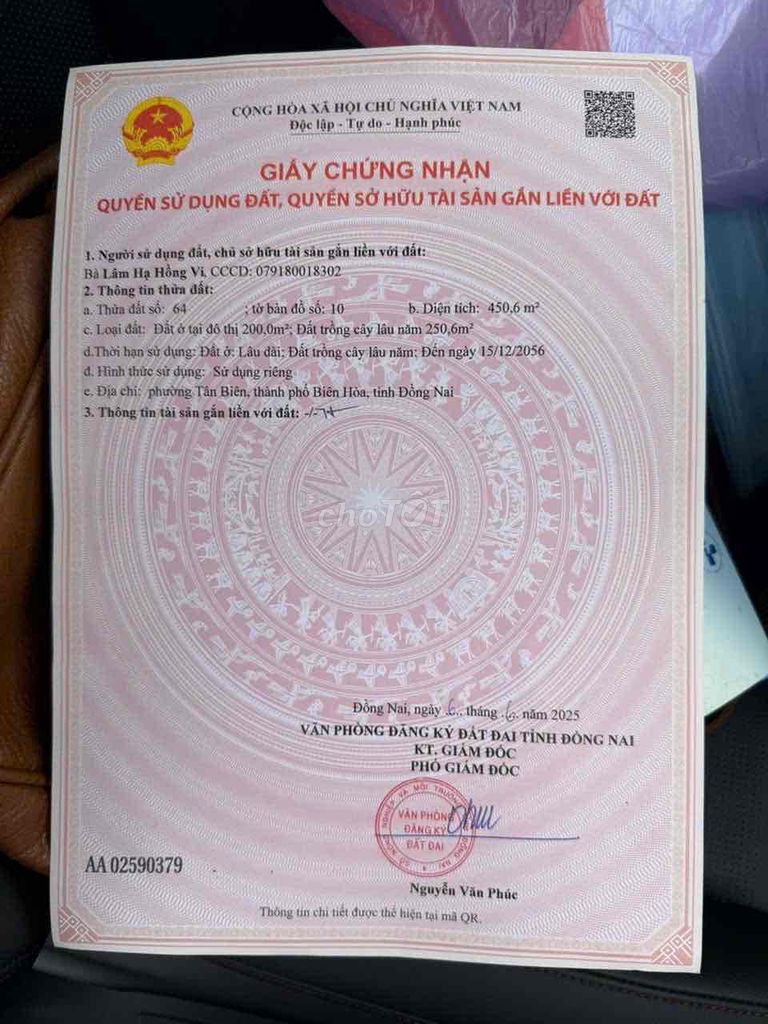 CỘNG HÒA XÃ HỘI CHỦ NGHĨA VIỆT NAM
Độc lập - Tự do - Hạnh phúc
GIẤY CHỨNG NHẬN
QUYỀN SỬ DỤNG ĐẤT, QUYỀN SỞ HỮU TÀI SẢN GẮN LIỀN VỚI ĐẤT
1. Người sử dụng đất, chủ sở hữu tài sản gắn liền với đất:
Bà Lâm Hạ Hồng Vi, CCCD: 079180018302
2. Thông tin thửa đất:
a. Thửa đất số: 64 ; tờ bản đồ số: 10 b. Diện tích: 450,6 m²
c. Loại đất: Đất ở tại đô thị 200,0m²; Đất trồng cây lâu năm 250,6m²
d.Thời hạn sử dụng: Đất ở: Lâu dài; Đất trồng cây lâu năm: Đến ngày 15/12/2056
đ. Hình thức sử dụng: Sử dụng riêng
e. Địa chỉ: phường Tân Biên, thành phố Biên Hòa, tỉnh Đồng Nai
3. Thông tin tài sản gắn liền với đất: -/-
choTỐT
Đồng Nai, ngày 6 tháng 6 năm 2025
VĂN PHÒNG ĐĂNG KÝ ĐẤT ĐAI TỈNH ĐỒNG NAI
KT. GIÁM ĐỐC
PHÓ GIÁM ĐỐC
VĂN PHÒNG
ĐĂNG KÝ
ĐẤT ĐAI
Nguyễn Văn Phúc
AA 02590379
Thông tin chi tiết được thể hiện tại mã QR.